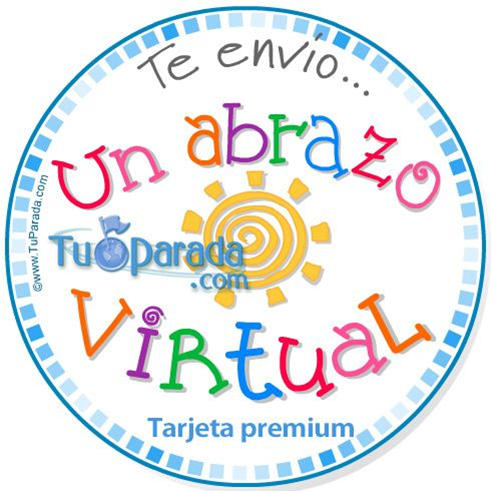 Te envío...
Un abrazo
©www.TuParada.com
TuParada
.com
Virtual
Tarjeta premium